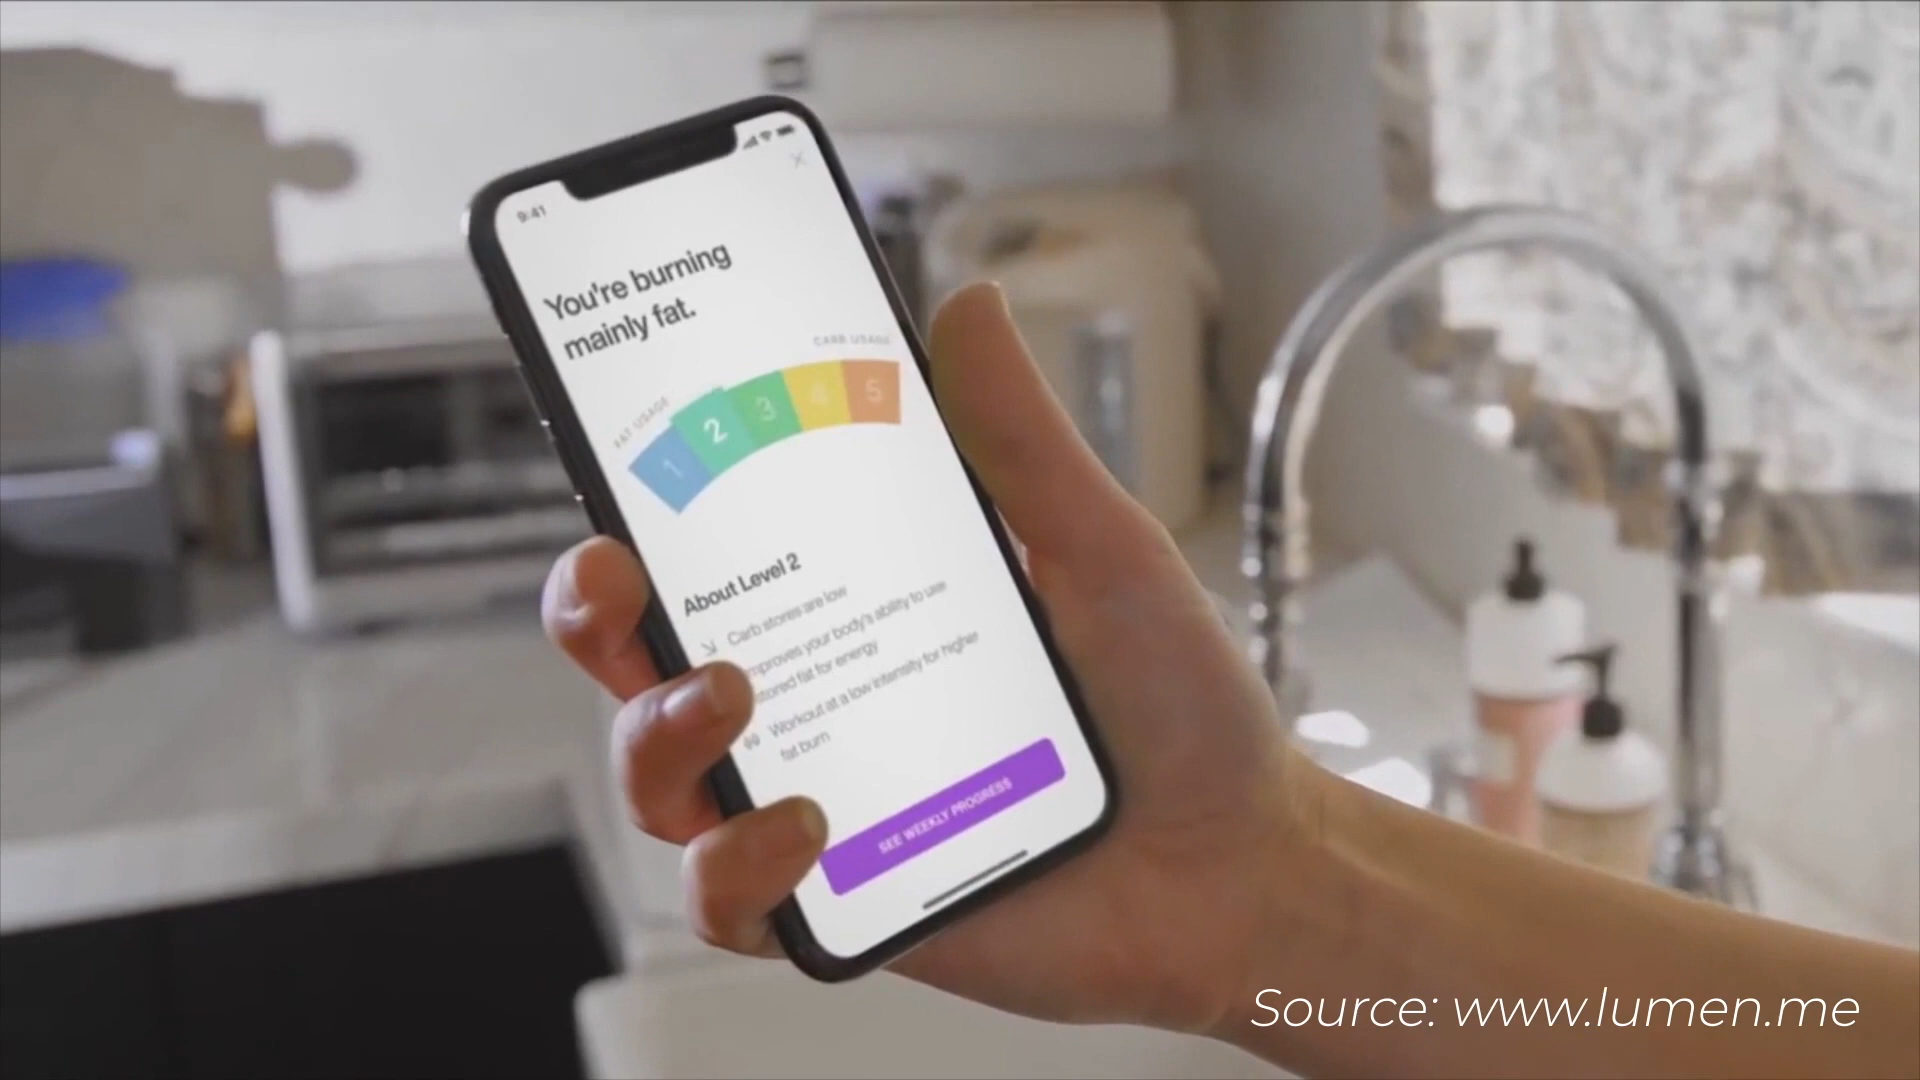 9:41
You're burning
mainly fat.
CARB USAGE
FAT USAGE
1
2
3
4
5
About Level 2
Carb stores are low
mproves your body's ability to use
stored fat for energy
Workout at a low intensity for higher
fat burn
SEE WEEKLY PROGRESS
Source: www.lumen.me